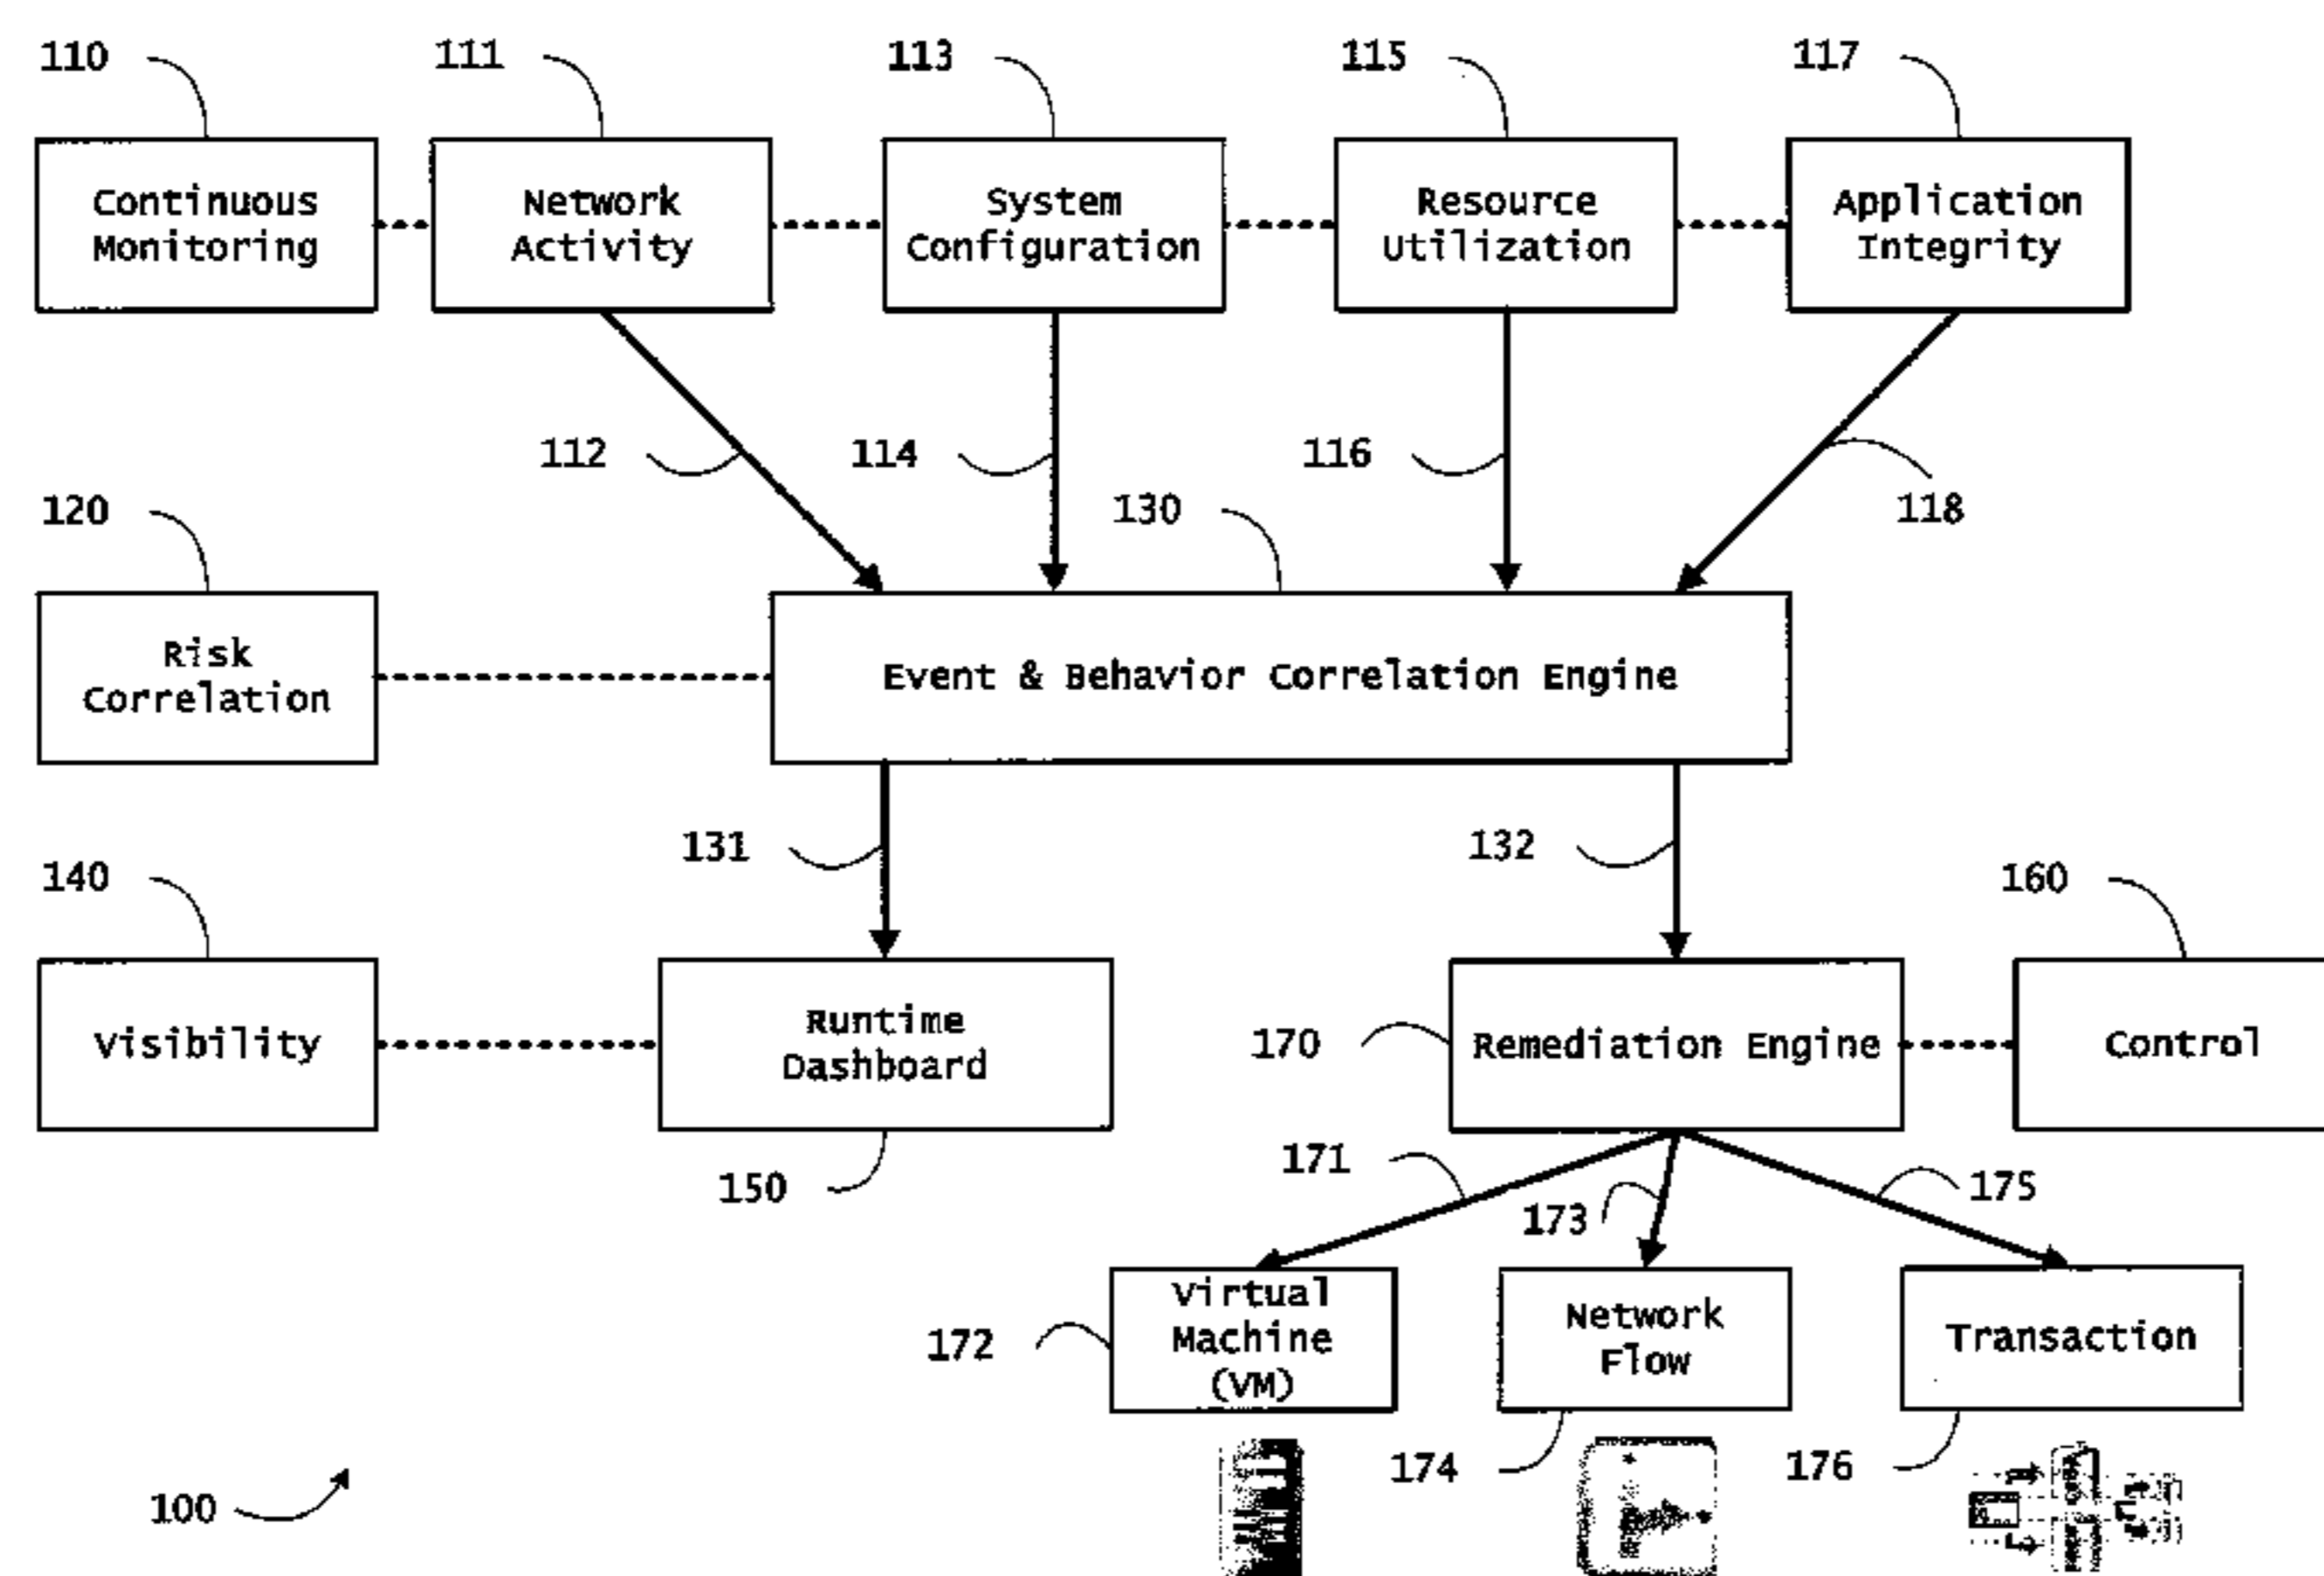 110
111
113
115
117
Continuous
Monitoring
Network
Activity
System
Configuration
Resource
Utilization
Application
Integrity
112
114
116
118
120
130
Risk
Correlation
Event & Behavior Correlation Engine
131
132
140
160
Visibility
Runtime
Dashboard
170
Remediation Engine
Control
150
171
173
175
172
Virtual
Machine
(VM)
Network
Flow
Transaction
174
176
100